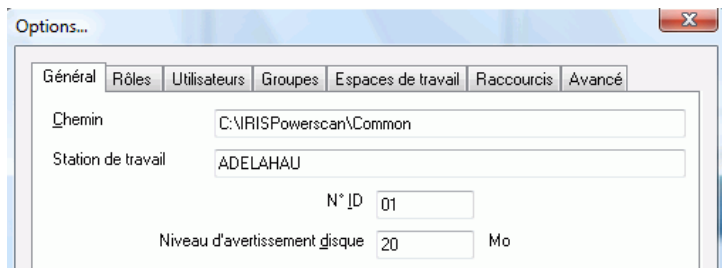 Options...
Général Rôles Utilisateurs Groupes Espaces de travail Raccourcis Avancé
Chemin C:\IRISPowerscan\Common
Station de travail ADELAHAU
N° ID 01
Niveau d'avertissement disque 20 Mo